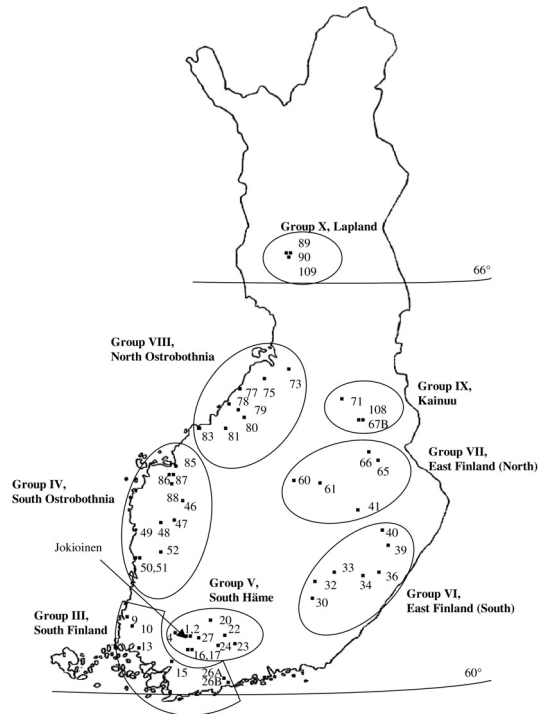 Group X, Lapland
89
90
109
66°
Group VIII,
North Ostrobothnia
73
77 75
78
79
80
83 81
Group IX,
Kainuu
71
108
67B
Group VII,
East Finland (North)
66
65
60
61
41
Group IV,
South Ostrobothnia
85
86 87
88
46
49 48 47
52
50,51
40
39
33
36
32 34
30
Group VI,
East Finland (South)
Jokioinen
Group V,
South Häme
20
1,2 22
4 27
24 23
16,17
Group III,
South Finland
9
10
13
15
26A
26B
60°